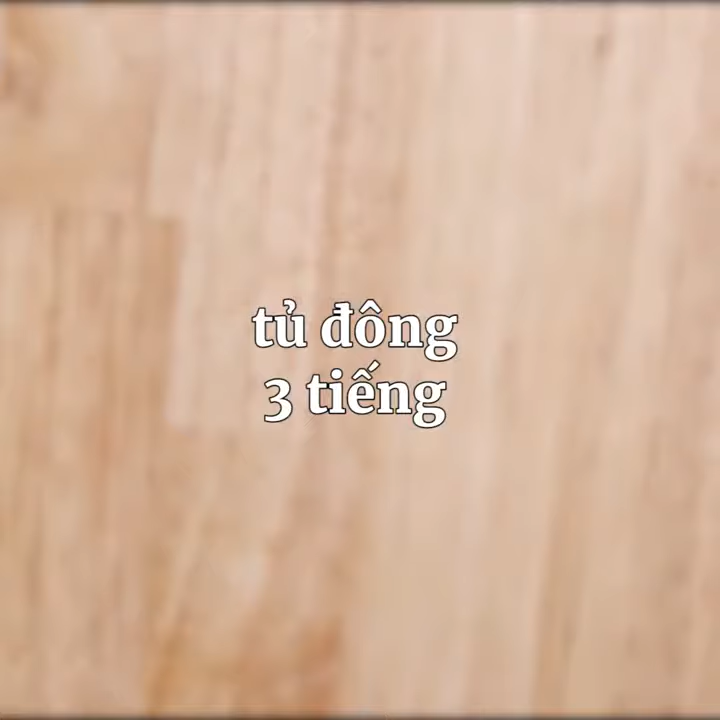 tủ đông
3 tiếng